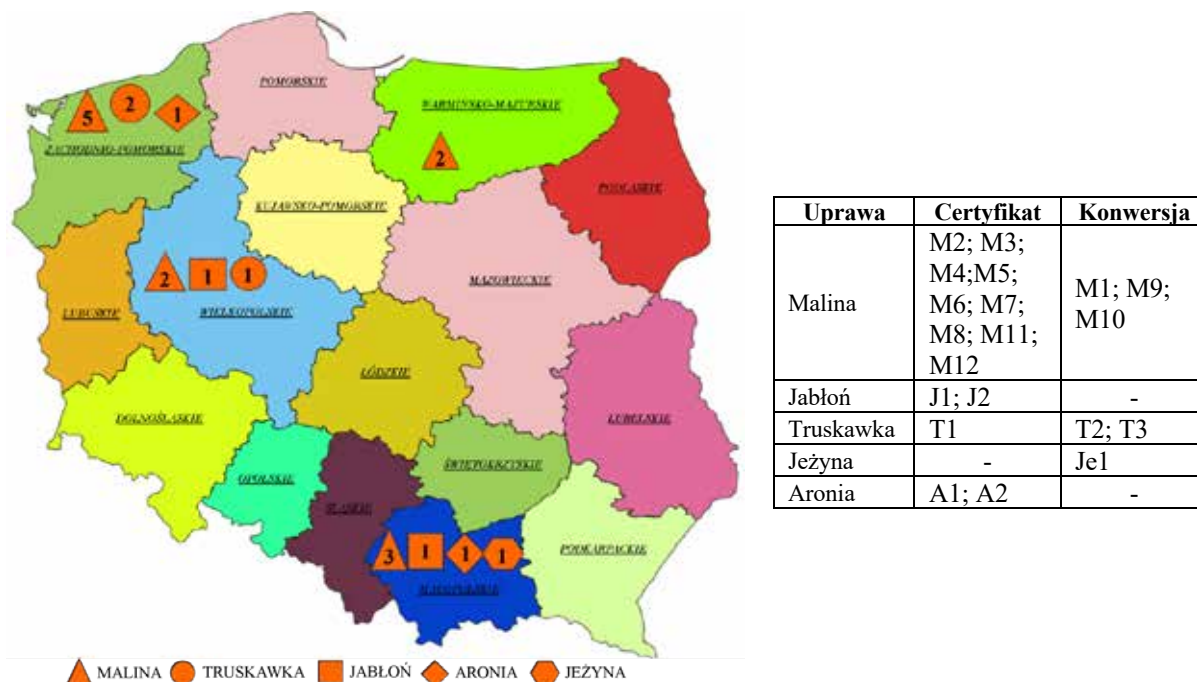 POMORSKIE
WARMIŃSKO-MAZURSKIE
5
2
1
ZACHODNIO-POMORSKIE
2
PODLASKIE
KUJAWSKO-POMORSKIE
MAZOWIECKIE
2
1
1
LUBUSKIE
WIELKOPOLSKIE
ŁÓDZKIE
DOLNOŚLĄSKIE
LUBELSKIE
OPOLSKIE
ŚWIĘTOKRZYSKIE
ŚLĄSKIE
3
1
1
1
PODKARPACKIE
MAŁOPOLSKIE
MALINA TRUSKAWKA JABŁOŃ ARONIA JEŻYNA
Uprawa Certyfikat Konwersja
Malina
M2; M3;
M4;M5;
M6; M7;
M8; M11;
M12
M1; M9;
M10
Jabłoń J1; J2 -
Truskawka T1 T2; T3
Jeżyna - Je1
Aronia A1; A2 -